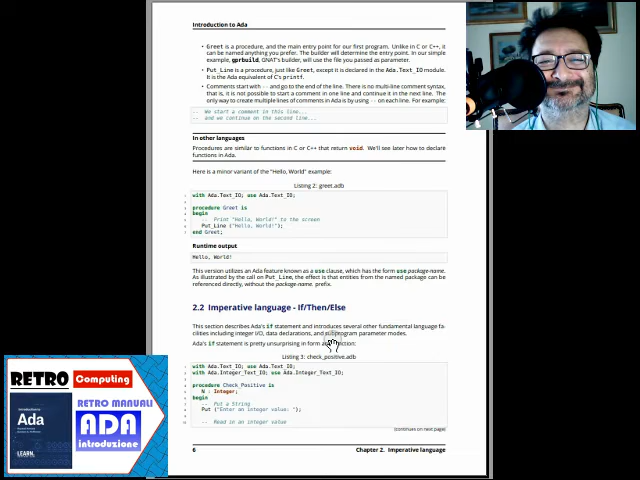 Introduction to Ada
• Greet is a procedure, and the main entry point for our first program. Unlike in C or C++, it
can be named anything you prefer. The builder will determine the entry point. In our simple
example, gprbuild, GNAT's builder, will use the file you passed as parameter.
• Put_Line is a procedure, just like Greet, except it is declared in the Ada.Text_IO module.
It is the Ada equivalent of C's printf.
• Comments start with -- and go to the end of the line. There is no multi-line comment syntax,
that is, it is not possible to start a comment in one line and continue it in the next line. The
only way to create multiple lines of comments in Ada is by using -- on each line. For example:
-- We start a comment in this line...
-- and we continue on the second line...
In other languages
Procedures are similar to functions in C or C++ that return void. We'll see later how to declare
functions in Ada.
Here is a minor variant of the "Hello, World" example:
Listing 2: greet.adb
with Ada.Text_IO; use Ada.Text_IO;
procedure Greet is
begin
-- Print "Hello, World!" to the screen
Put_Line ("Hello, World!");
end Greet;
Runtime output
Hello, World!
This version utilizes an Ada feature known as a use clause, which has the form use package-name.
As illustrated by the call on Put_Line, the effect is that entities from the named package can be
referenced directly, without the package-name. prefix.
2.2 Imperative language - If/Then/Else
This section describes Ada's if statement and introduces several other fundamental language fa-
cilities including integer I/O, data declarations, and subprogram parameter modes.
Ada's if statement is pretty unsurprising in form and function:
Listing 3: check_positive.adb
1 with Ada.Text_IO; use Ada.Text_IO;
2 with Ada.Integer_Text_IO; use Ada.Integer_Text_IO;
procedure Check_Positive is
N : Integer;
begin
-- Put a String
Put ("Enter an integer value: ");
-- Read in an integer value
(continues on next page)
6 Chapter 2. Imperative language
RETRO Computing
RETRO MANUALI
ADA
introduzione
Introduction to
Ada
LEARN.